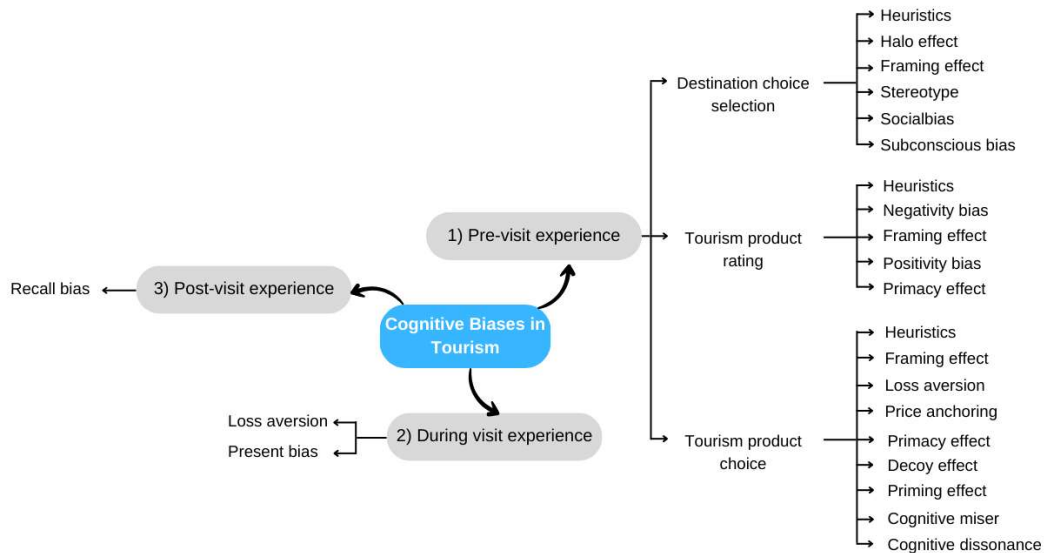 Cognitive Biases in
Tourism
1) Pre-visit experience
Destination choice
selection
Heuristics
Halo effect
Framing effect
Stereotype
Socialbias
Subconscious bias
Tourism product
rating
Heuristics
Negativity bias
Framing effect
Positivity bias
Primacy effect
Tourism product
choice
Heuristics
Framing effect
Loss aversion
Price anchoring
Primacy effect
Decoy effect
Priming effect
Cognitive miser
Cognitive dissonance
2) During visit experience
Loss aversion
Present bias
3) Post-visit experience
Recall bias